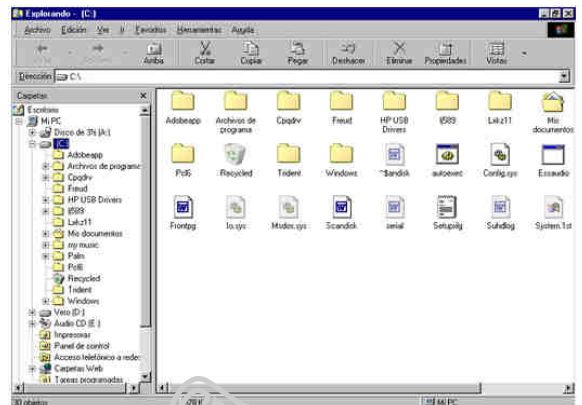 Explorando - (C:)
Archivo Edición Ver Ir Favoritos Herramientas Ayuda
Arriba Cortar Copiar Pegar Deshacer Eliminar Propiedades Vistas
Dirección C:\
Carpetas
Escritorio
Mi PC
Disco de 3½ (A:)
(C:)
Adobeapp
Archivos de programa
Cpqdrv
Freud
HP USB Drivers
I589
Lxkz11
Mis documentos
my music
Palm
Pcl6
Recycled
Trident
Windows
Vero (D:)
Audio CD (E:)
Impresoras
Panel de control
Acceso telefónico a redes
Carpetas Web
Tareas programadas
Adobeapp Archivos de programa Cpqdrv Freud HP USB Drivers I589 Lxkz11 Mis documentos
Pcl6 Recycled Trident Windows ~$andisk autoexec Config.sys Essaudio
Frontpg Io.sys Msdos.sys Scandisk serial Setupxlg Suhdlog System.1st
30 objetos Mi PC